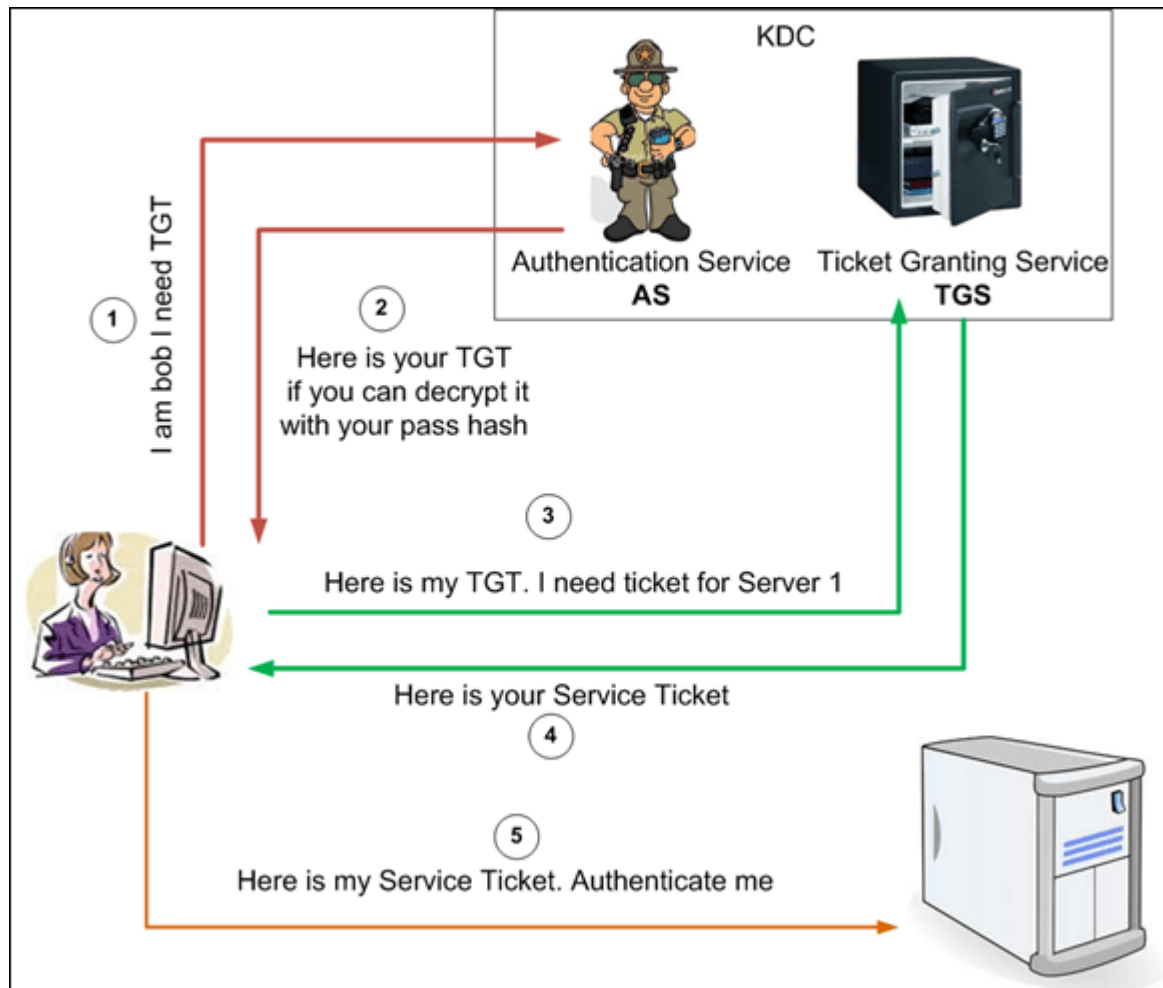 KDC
Authentication Service
AS
Ticket Granting Service
TGS
1
I am bob I need TGT
2
Here is your TGT
if you can decrypt it
with your pass hash
3
Here is my TGT. I need ticket for Server 1
Here is your Service Ticket
4
5
Here is my Service Ticket. Authenticate me